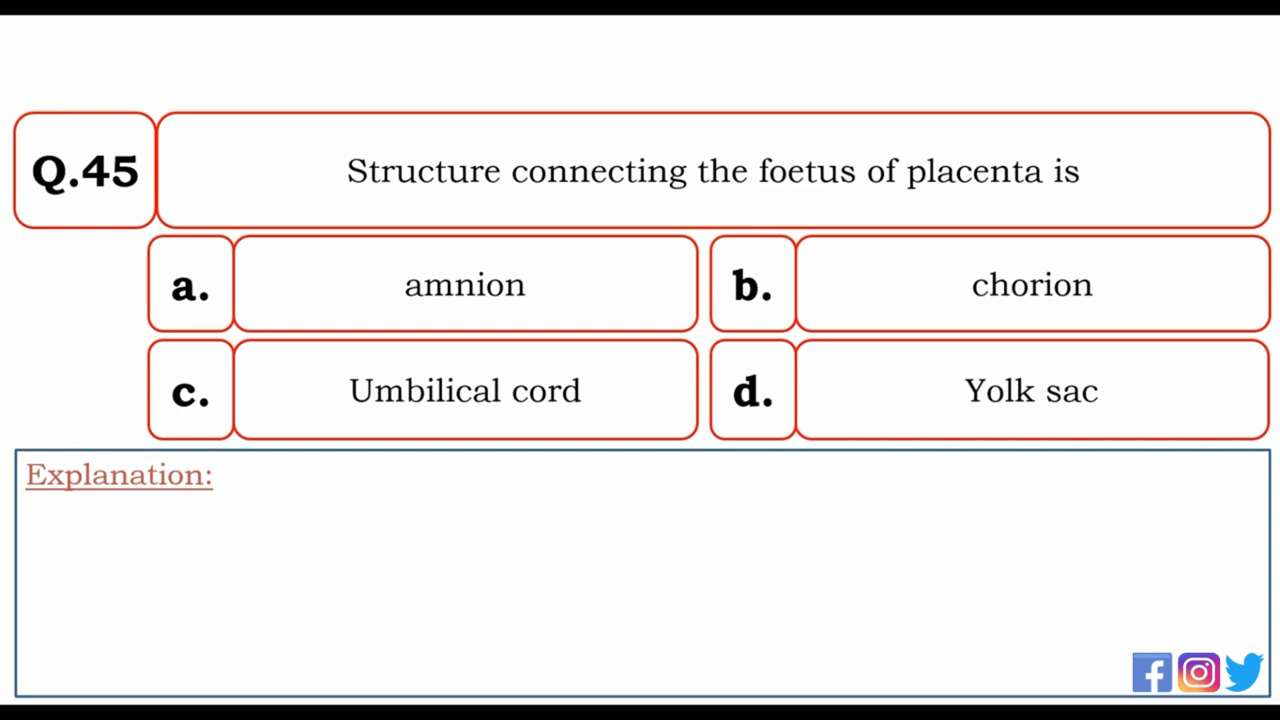 Q.45
Structure connecting the foetus of placenta is
a.
amnion
b.
chorion
c.
Umbilical cord
d.
Yolk sac
Explanation: